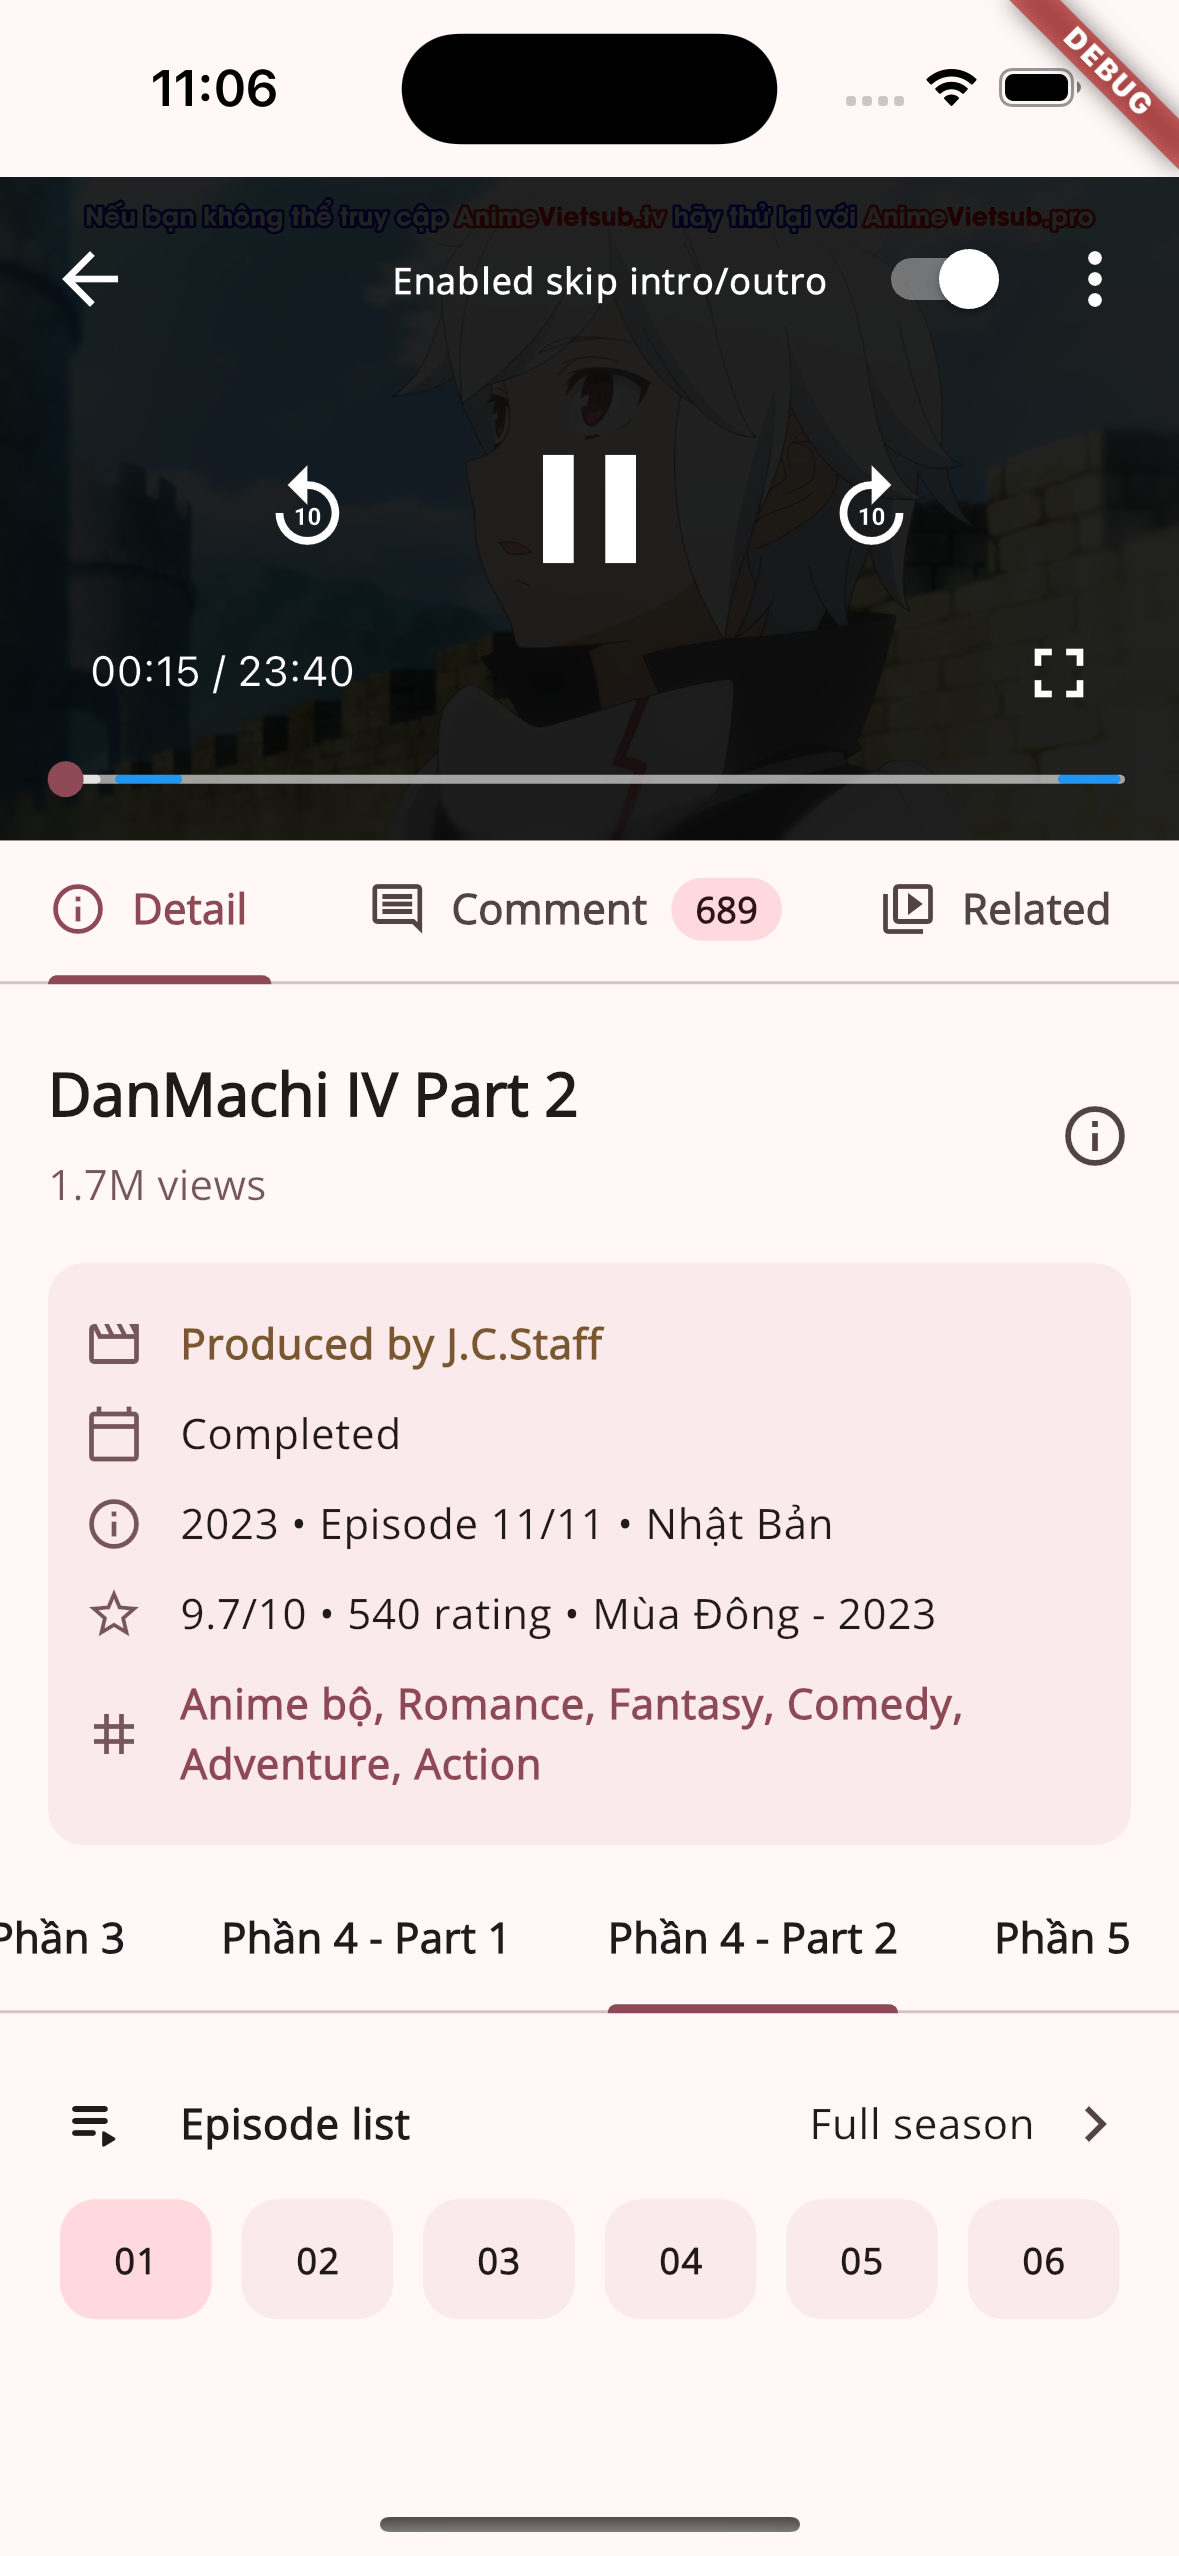 11:06
DEBUG
Nếu bạn không thể truy cập AnimeVietsub.tv hãy thử lại với AnimeVietsub.pro
Enabled skip intro/outro
10
10
00:15 / 23:40
Detail
Comment 689
Related
DanMachi IV Part 2
1.7M views
Produced by J.C.Staff
Completed
2023 • Episode 11/11 • Nhật Bản
9.7/10 • 540 rating • Mùa Đông - 2023
Anime bộ, Romance, Fantasy, Comedy,
Adventure, Action
Phần 3
Phần 4 - Part 1
Phần 4 - Part 2
Phần 5
Episode list
Full season
01
02
03
04
05
06